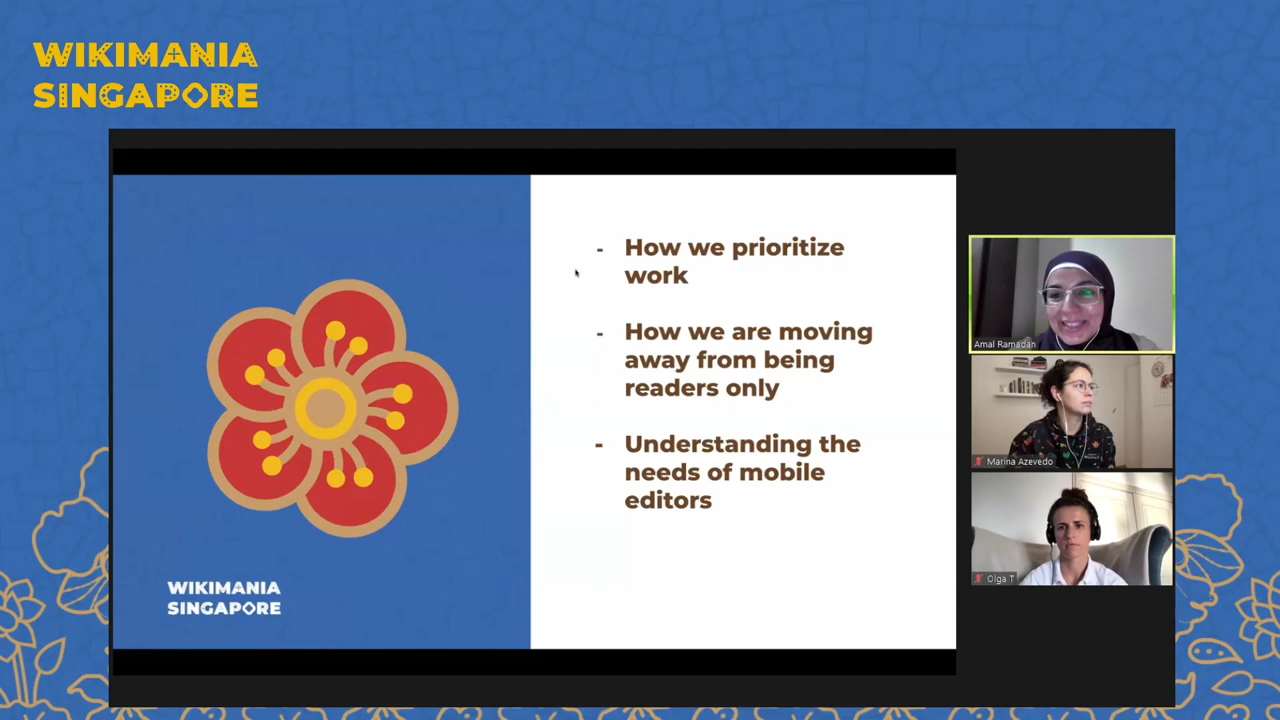 WIKIMANIA
SINGAPORE
- How we prioritize
work
- How we are moving
away from being
readers only
- Understanding the
needs of mobile
editors
WIKIMANIA
SINGAPORE
Amal Ramadan
Marina Azevedo
Olga T